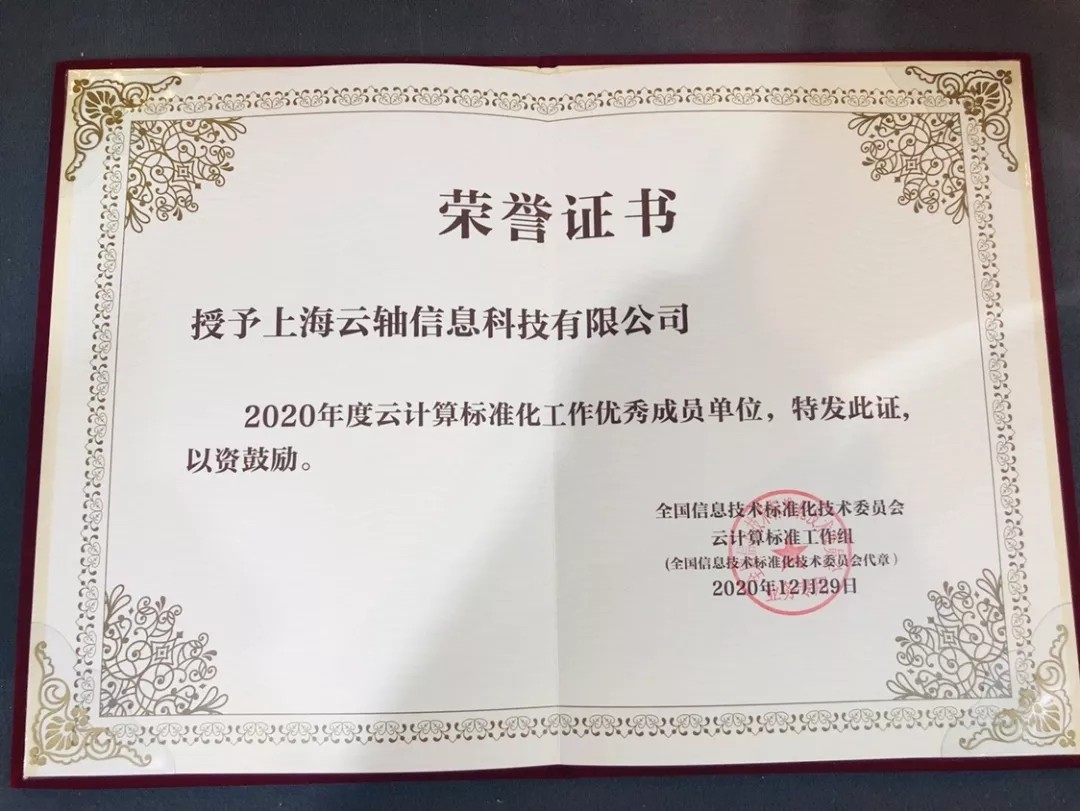 荣誉证书
授予上海云轴信息科技有限公司
2020年度云计算标准化工作优秀成员单位，特发此证，
以资鼓励。
全国信息技术标准化技术委员会
云计算标准工作组
（全国信息技术标准化技术委员会代章）
2020年12月29日